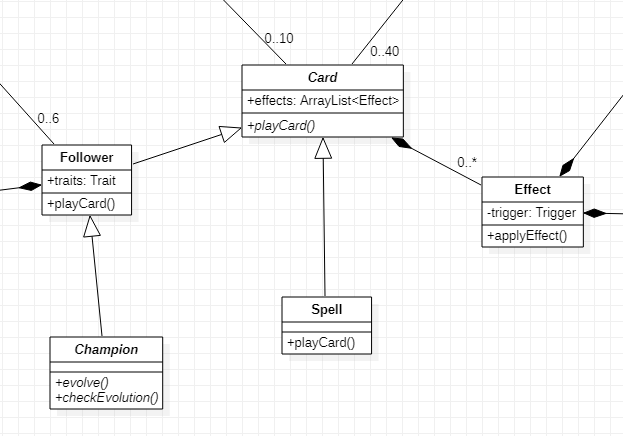 0..10
0..40
Card
+effects: ArrayList<Effect>
+playCard()
0..6
Follower
+traits: Trait
+playCard()
0..*
Effect
-trigger: Trigger
+applyEffect()
Spell
+playCard()
Champion
+evolve()
+checkEvolution()